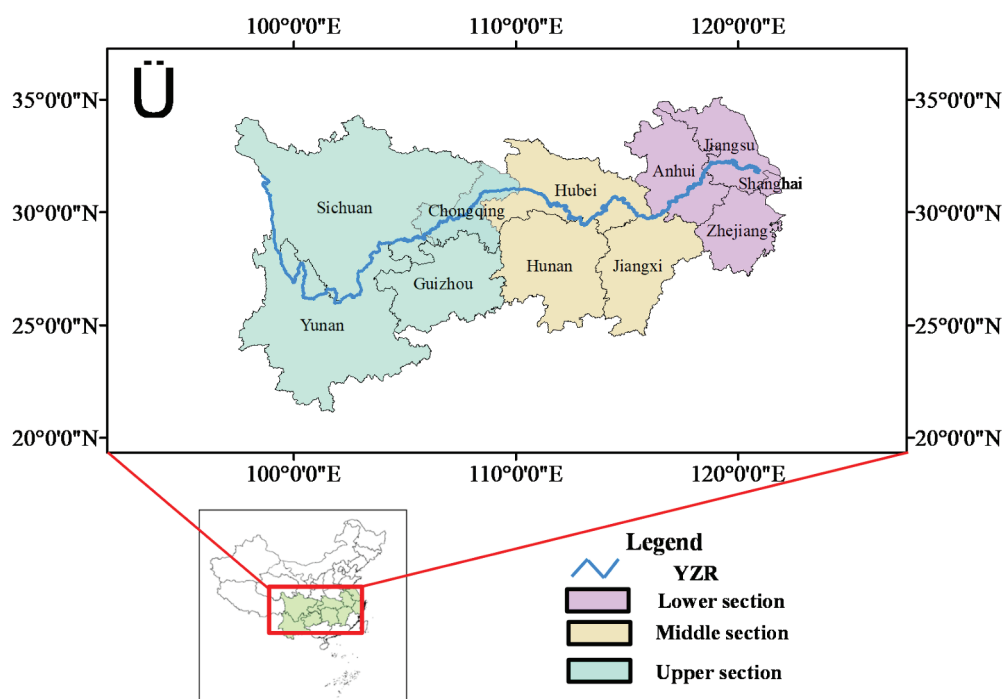 100°0'0"E 110°0'0"E 120°0'0"E
Ü
35°0'0"N 35°0'0"N
Jiangsu
Anhui
Shanghai
Hubei
Sichuan
Chongqing
30°0'0"N 30°0'0"N
Zhejiang
Hunan
Jiangxi
Guizhou
Yunan
25°0'0"N 25°0'0"N
20°0'0"N 20°0'0"N
100°0'0"E 110°0'0"E 120°0'0"E
Legend
YZR
Lower section
Middle section
Upper section